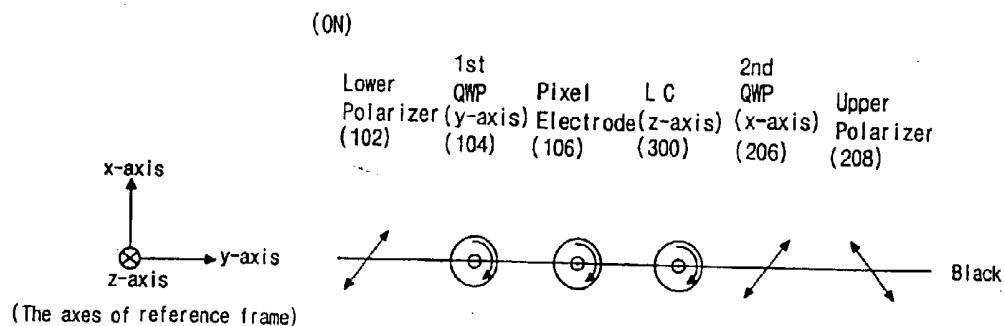 (ON)
Lower
Polarizer
(102)
1st
QWP
(y-axis)
(104)
Pixel
Electrode
(106)
L C
(z-axis)
(300)
2nd
QWP
(x-axis)
(206)
Upper
Polarizer
(208)
x-axis
y-axis
z-axis
(The axes of reference frame)
Black